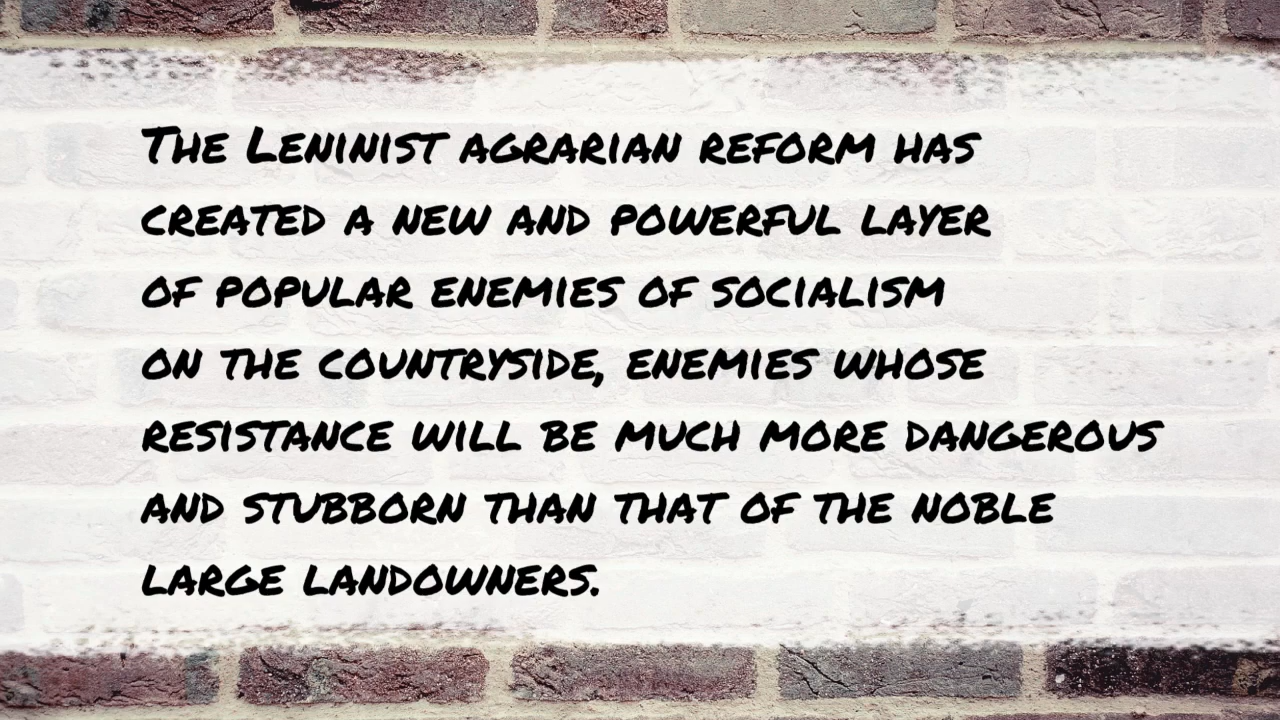 The Leninist agrarian reform has
created a new and powerful layer
of popular enemies of socialism
on the countryside, enemies whose
resistance will be much more dangerous
and stubborn than that of the noble
large landowners.